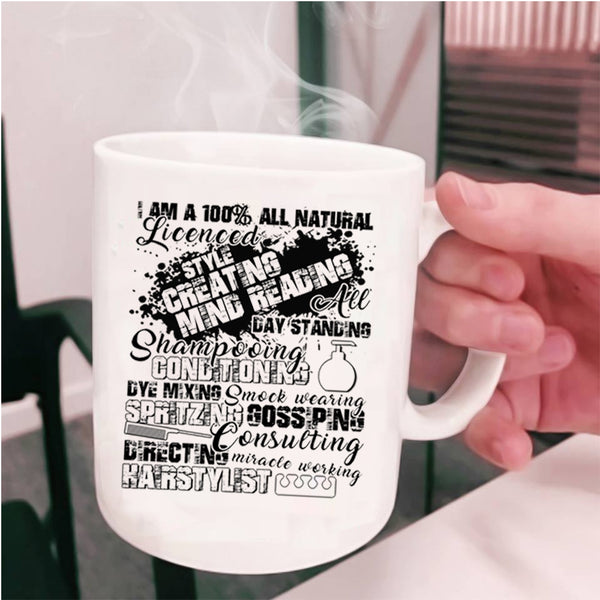 I AM A 100% ALL NATURAL
Licenced
STYLE
CREATING
MIND READING
All
DAY STANDING
Shampooing
CONDITIONING
DYE MIXING Smock wearing
SPRITZING GOSSIPING
Consulting
DIRECTING miracle working
HAIRSTYLIST